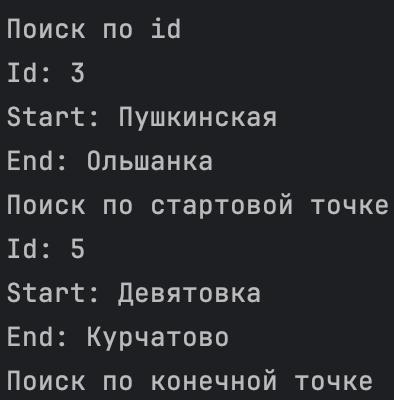 Поиск по id
Id: 3
Start: Пушкинская
End: Ольшанка
Поиск по стартовой точке
Id: 5
Start: Девятовка
End: Курчатово
Поиск по конечной точке